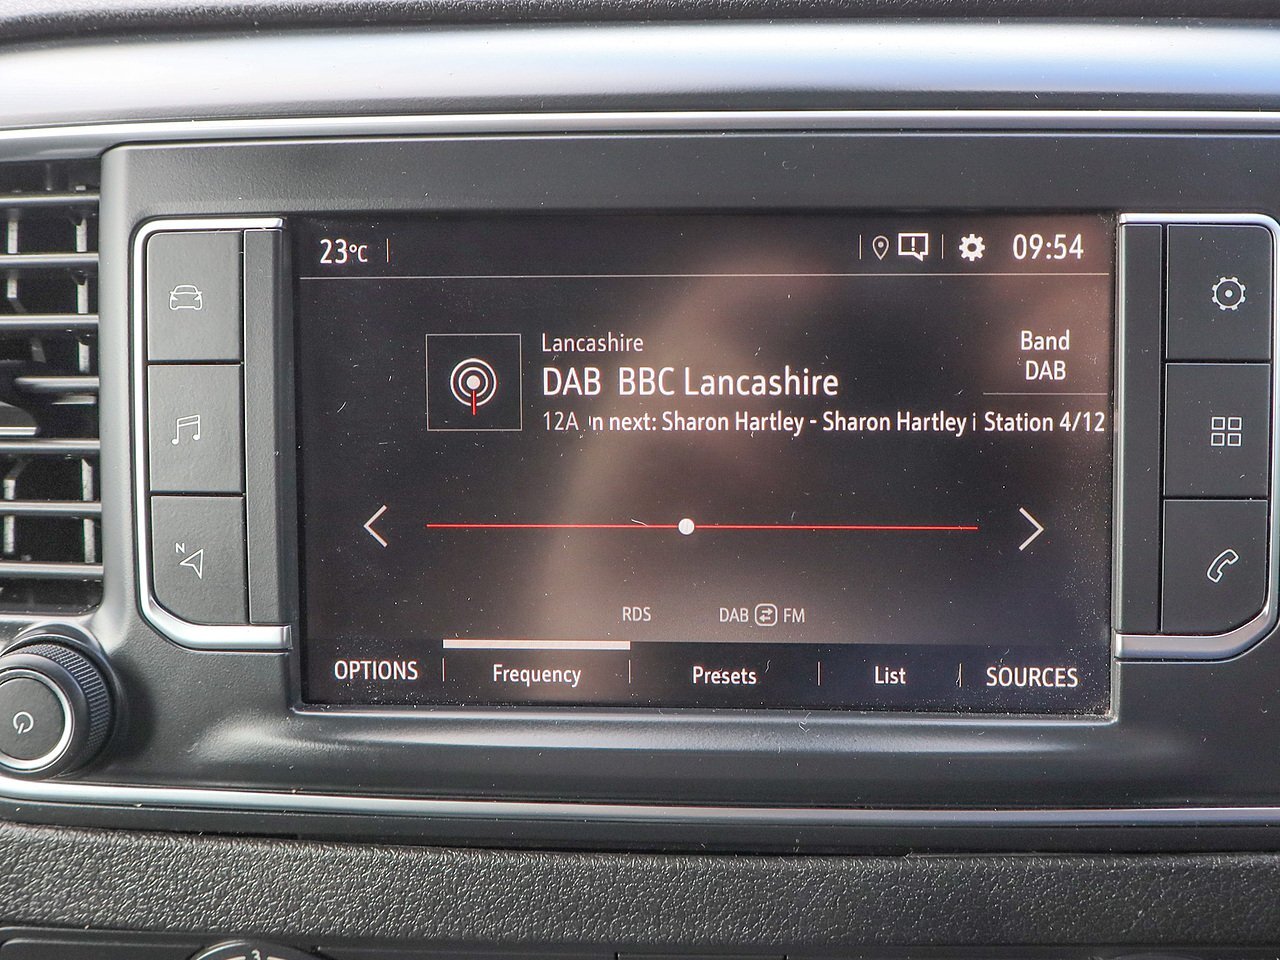 23°C
09:54
Lancashire
DAB BBC Lancashire
12A n next: Sharon Hartley - Sharon Hartley i Station 4/12
Band
DAB
N
RDS DAB FM
OPTIONS Frequency Presets List SOURCES
3